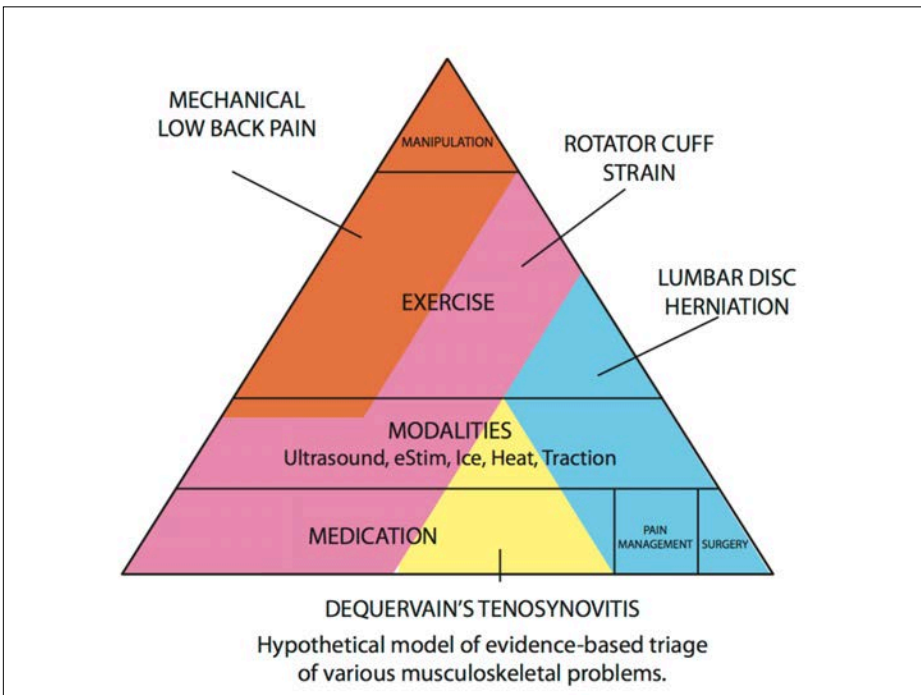 MECHANICAL
LOW BACK PAIN
MANIPULATION
ROTATOR CUFF
STRAIN
EXERCISE
LUMBAR DISC
HERNIATION
MODALITIES
Ultrasound, eStim, Ice, Heat, Traction
MEDICATION
PAIN
MANAGEMENT
SURGERY
DEQUERVAIN'S TENOSYNOVITIS
Hypothetical model of evidence-based triage
of various musculoskeletal problems.